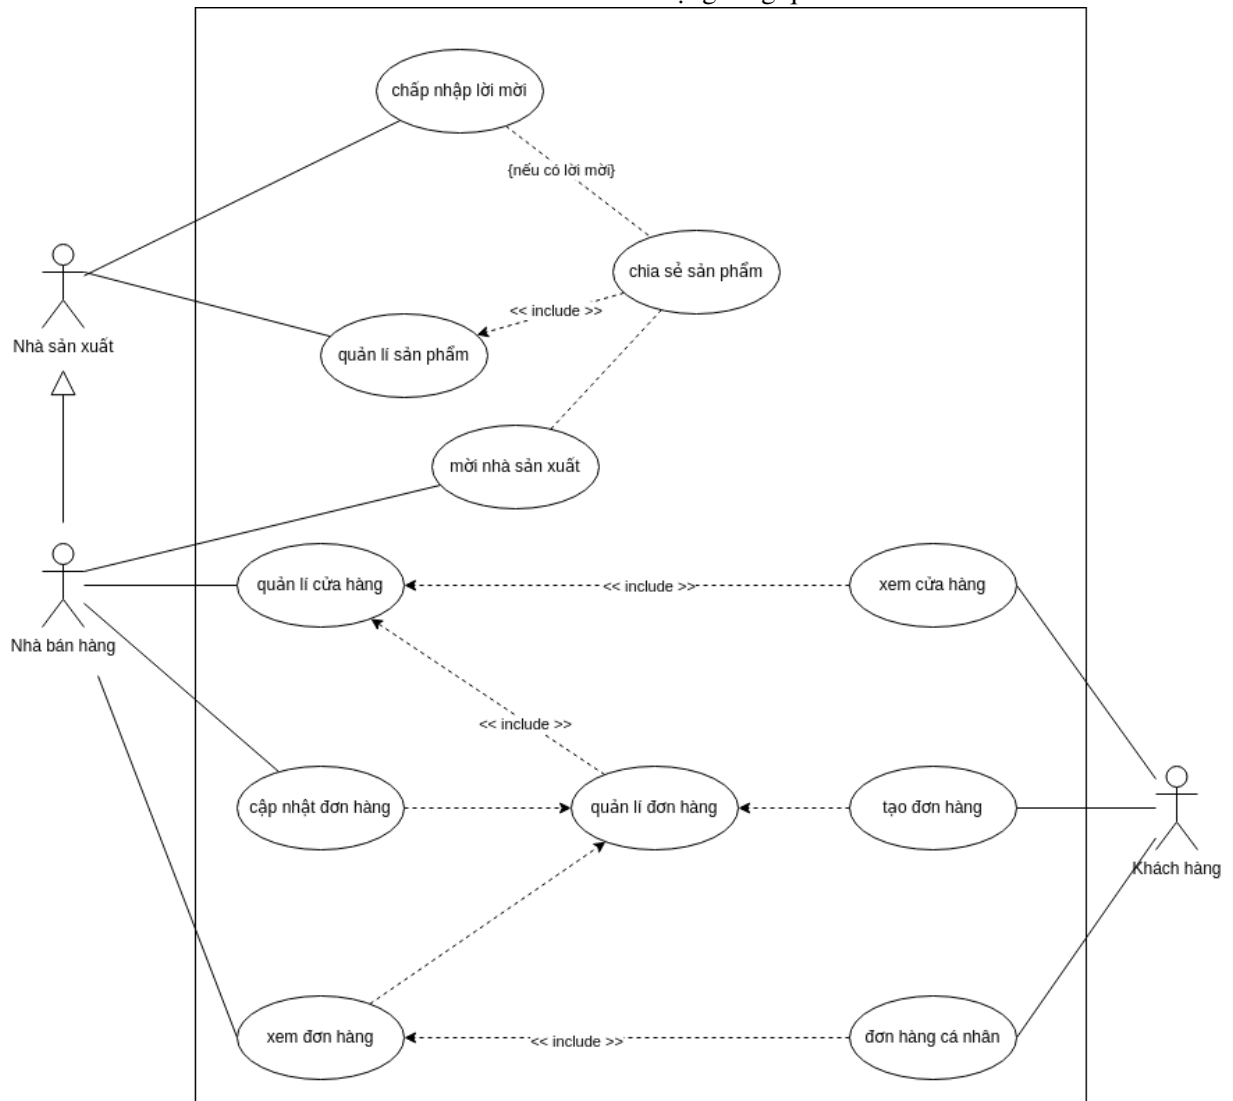 chấp nhập lời mời
{nếu có lời mời}
chia sẻ sản phẩm
<< include >>
Nhà sản xuất
quản lí sản phẩm
mời nhà sản xuất
quản lí cửa hàng
<< include >>
xem cửa hàng
Nhà bán hàng
<< include >>
cập nhật đơn hàng
quản lí đơn hàng
tạo đơn hàng
Khách hàng
xem đơn hàng
<< include >>
đơn hàng cá nhân